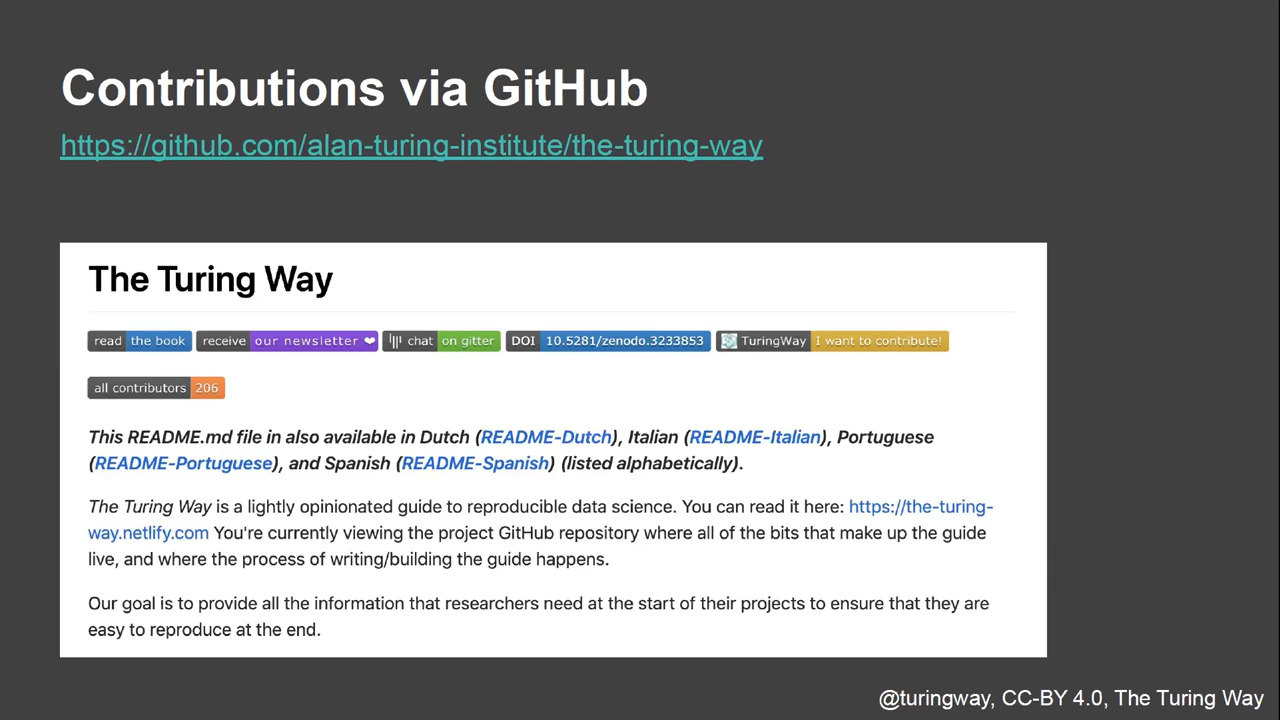 Contributions via GitHub
https://github.com/alan-turing-institute/the-turing-way
The Turing Way
read the book receive our newsletter ❤ chat on gitter DOI 10.5281/zenodo.3233853 TuringWay I want to contribute!
all contributors 206
This README.md file in also available in Dutch (README-Dutch), Italian (README-Italian), Portuguese
(README-Portuguese), and Spanish (README-Spanish) (listed alphabetically).
The Turing Way is a lightly opinionated guide to reproducible data science. You can read it here: https://the-turing-
way.netlify.com You're currently viewing the project GitHub repository where all of the bits that make up the guide
live, and where the process of writing/building the guide happens.
Our goal is to provide all the information that researchers need at the start of their projects to ensure that they are
easy to reproduce at the end.
@turingway, CC-BY 4.0, The Turing Way